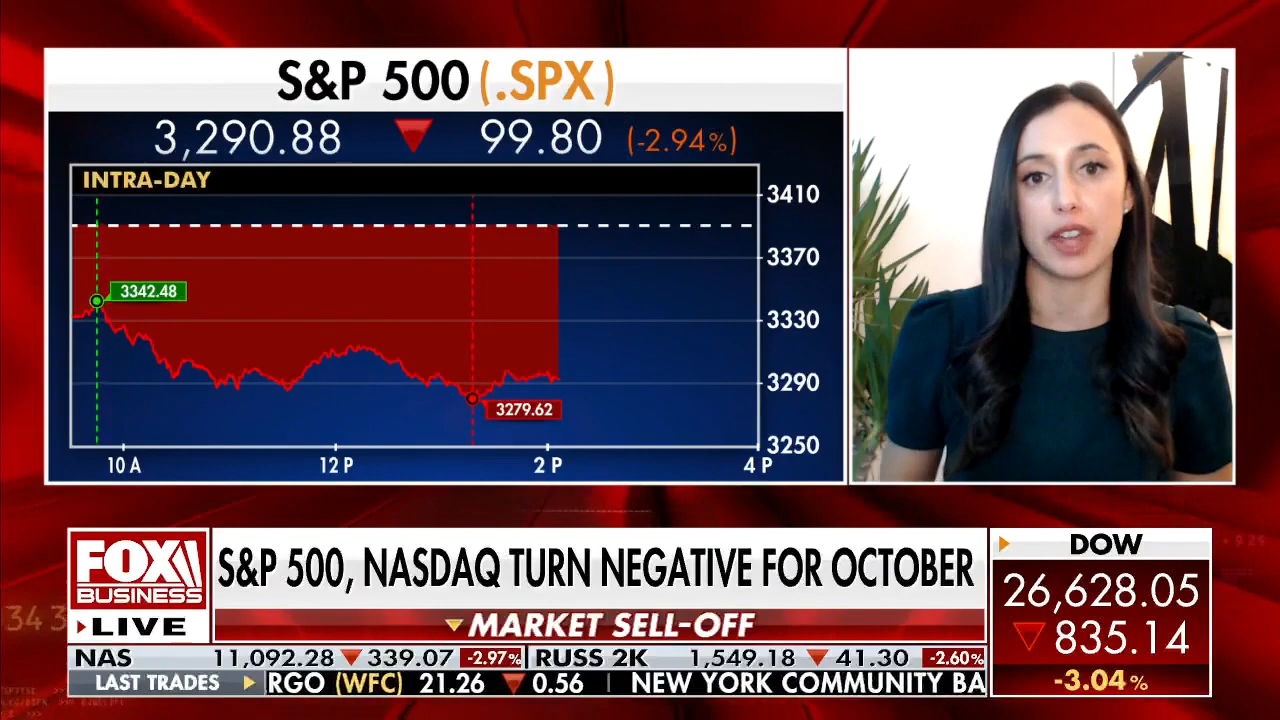 S&P 500 (.SPX)
3,290.88 ▼ 99.80 (-2.94%)
INTRA-DAY
3410
3370
3330
3290
3250
3342.48
3279.62
10 A 12 P 2 P 4 P
FOX
BUSINESS
LIVE
S&P 500, NASDAQ TURN NEGATIVE FOR OCTOBER
MARKET SELL-OFF
DOW
26,628.05
▼ 835.14
-3.04%
NAS 11,092.28 ▼ 339.07 -2.97% RUSS 2K 1,549.18 ▼ 41.30 -2.60%
LAST TRADES RGO (WFC) 21.26 ▼ 0.56 | NEW YORK COMMUNITY BA